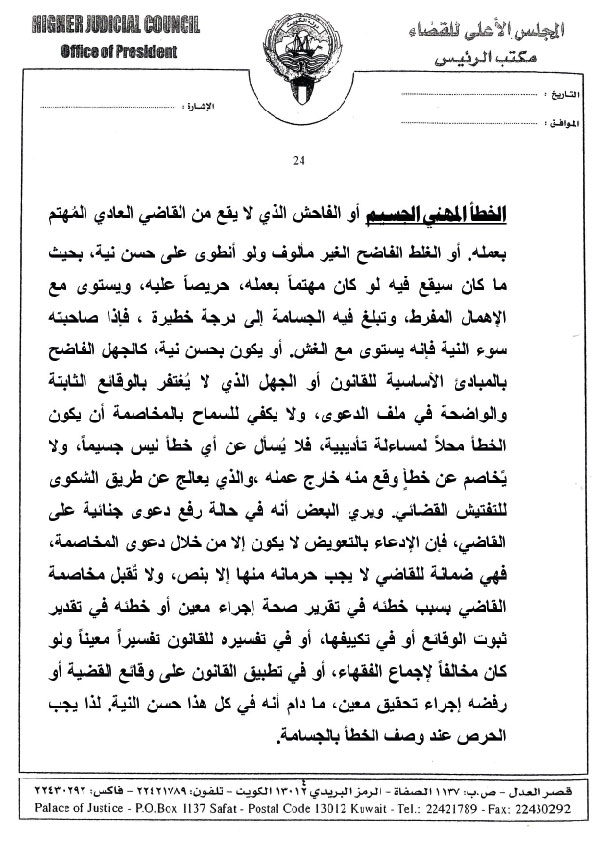 HIGHER JUDICIAL COUNCIL
Office of President
المجلس الأعلى للقضاء
مكتب الرئيس
التاريخ :
الموافق :
الإشارة :
24
الخطأ المهني الجسيم أو الفاحش الذي لا يقع من القاضي العادي المُهتم
بعمله. أو الغلط الفاضح الغير مألوف ولو أنطوى على حسن نية، بحيث
ما كان سيقع فيه لو كان مهتماً بعمله، حريصاً عليه، ويستوى مع
الإهمال المفرط، وتبلغ فيه الجسامة إلى درجة خطيرة ، فإذا صاحبته
سوء النية فإنه يستوى مع الغش. أو يكون بحسن نية، كالجهل الفاضح
بالمبادئ الأساسية للقانون أو الجهل الذي لا يُغتفر بالوقائع الثابتة
والواضحة في ملف الدعوى، ولا يكفي للسماح بالمخاصمة أن يكون
الخطأ محلاً لمساءلة تأديبية، فلا يُسأل عن أي خطأ ليس جسيماً، ولا
يُخاصم عن خطإ وقع منه خارج عمله ،والذي يعالج عن طريق الشكوى
للتفتيش القضائي. ويري البعض أنه في حالة رفع دعوى جنائية على
القاضي، فإن الإدعاء بالتعويض لا يكون إلا من خلال دعوى المخاصمة،
فهي ضمانة للقاضي لا يجب حرمانه منها إلا بنص، ولا تُقبل مخاصمة
القاضي بسبب خطئه في تقرير صحة إجراء معين أو خطئه في تقدير
ثبوت الوقائع أو في تكييفها، أو في تفسيره للقانون تفسيراً معيناً ولو
كان مخالفاً لإجماع الفقهاء، أو في تطبيق القانون على وقائع القضية أو
رفضه إجراء تحقيق معين، ما دام أنه في كل هذا حسن النية. لذا يجب
الحرص عند وصف الخطأ بالجسامة.
قصر العدل - ص.ب: ١١٣٧ الصفاة - الرمز البريدي ١٣٠١٢ الكويت - تلفون: ٢٢٤٢١٧٨٩ - فاكس: ٢٢٤٣٠٢٩٢
Palace of Justice - P.O.Box 1137 Safat - Postal Code 13012 Kuwait - Tel.: 22421789 - Fax: 22430292